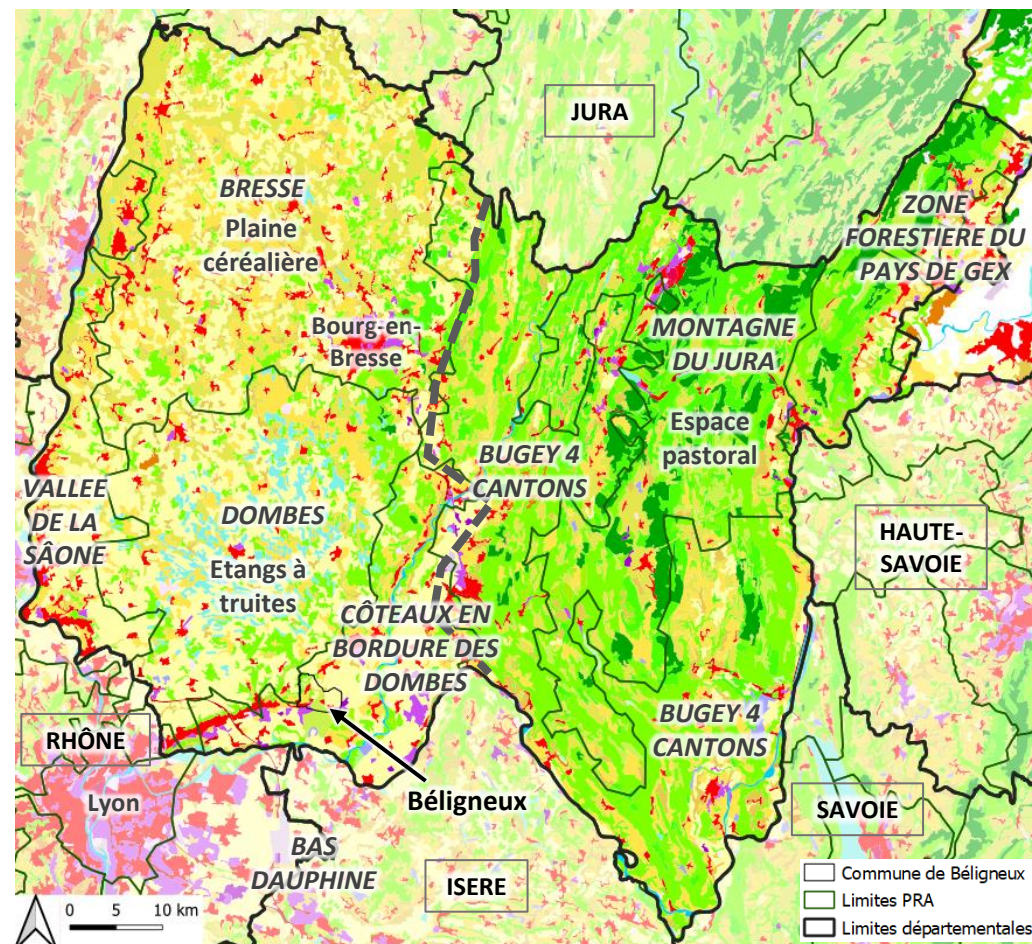 JURA
BRESSE
Plaine
céréalière
ZONE
FORESTIERE DU
PAYS DE GEX
Bourg-en-
Bresse
MONTAGNE
DU JURA
Espace
pastoral
BUGEY 4
CANTONS
VALLEE
DE LA
SÂONE
DOMBES
Etangs à
truites
HAUTE-
SAVOIE
CÔTEAUX EN
BORDURE DES
DOMBES
BUGEY 4
CANTONS
RHÔNE
Lyon
Béligneux
SAVOIE
BAS
DAUPHINE
ISERE
0 5 10 km
Commune de Béligneux
Limites PRA
Limites départementales